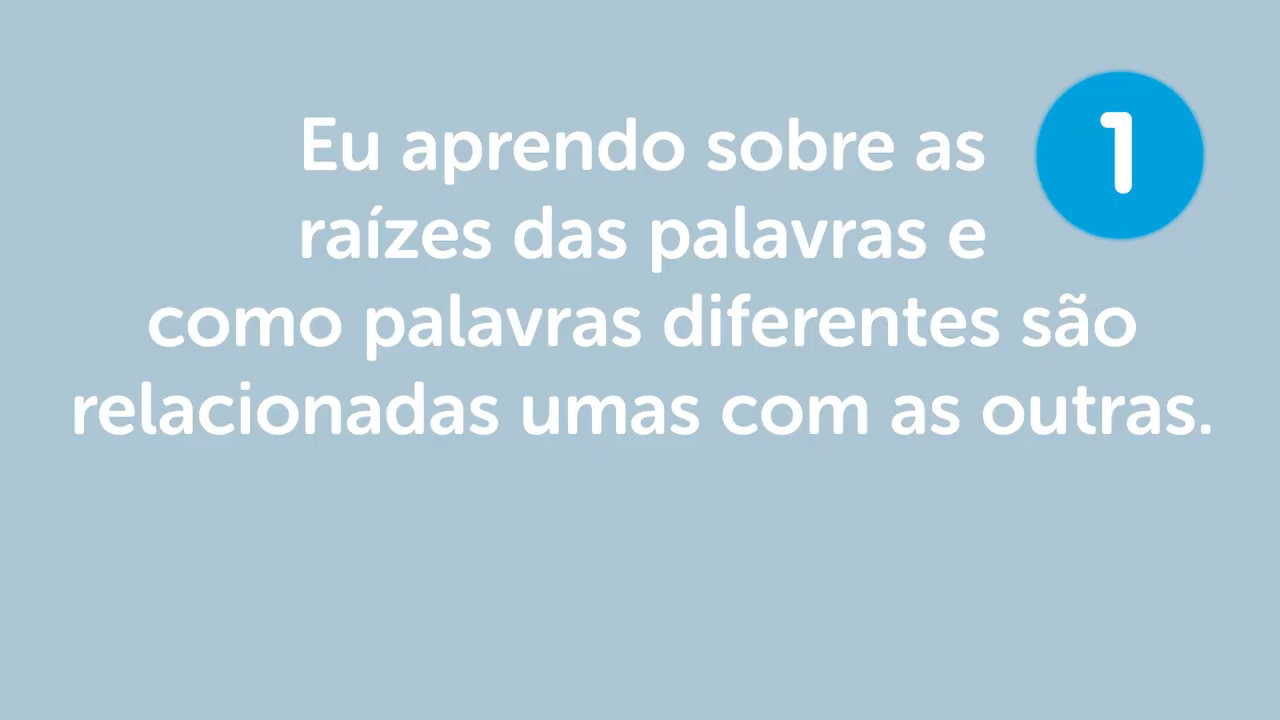 Eu aprendo sobre as
raízes das palavras e
como palavras diferentes são
relacionadas umas com as outras.
1